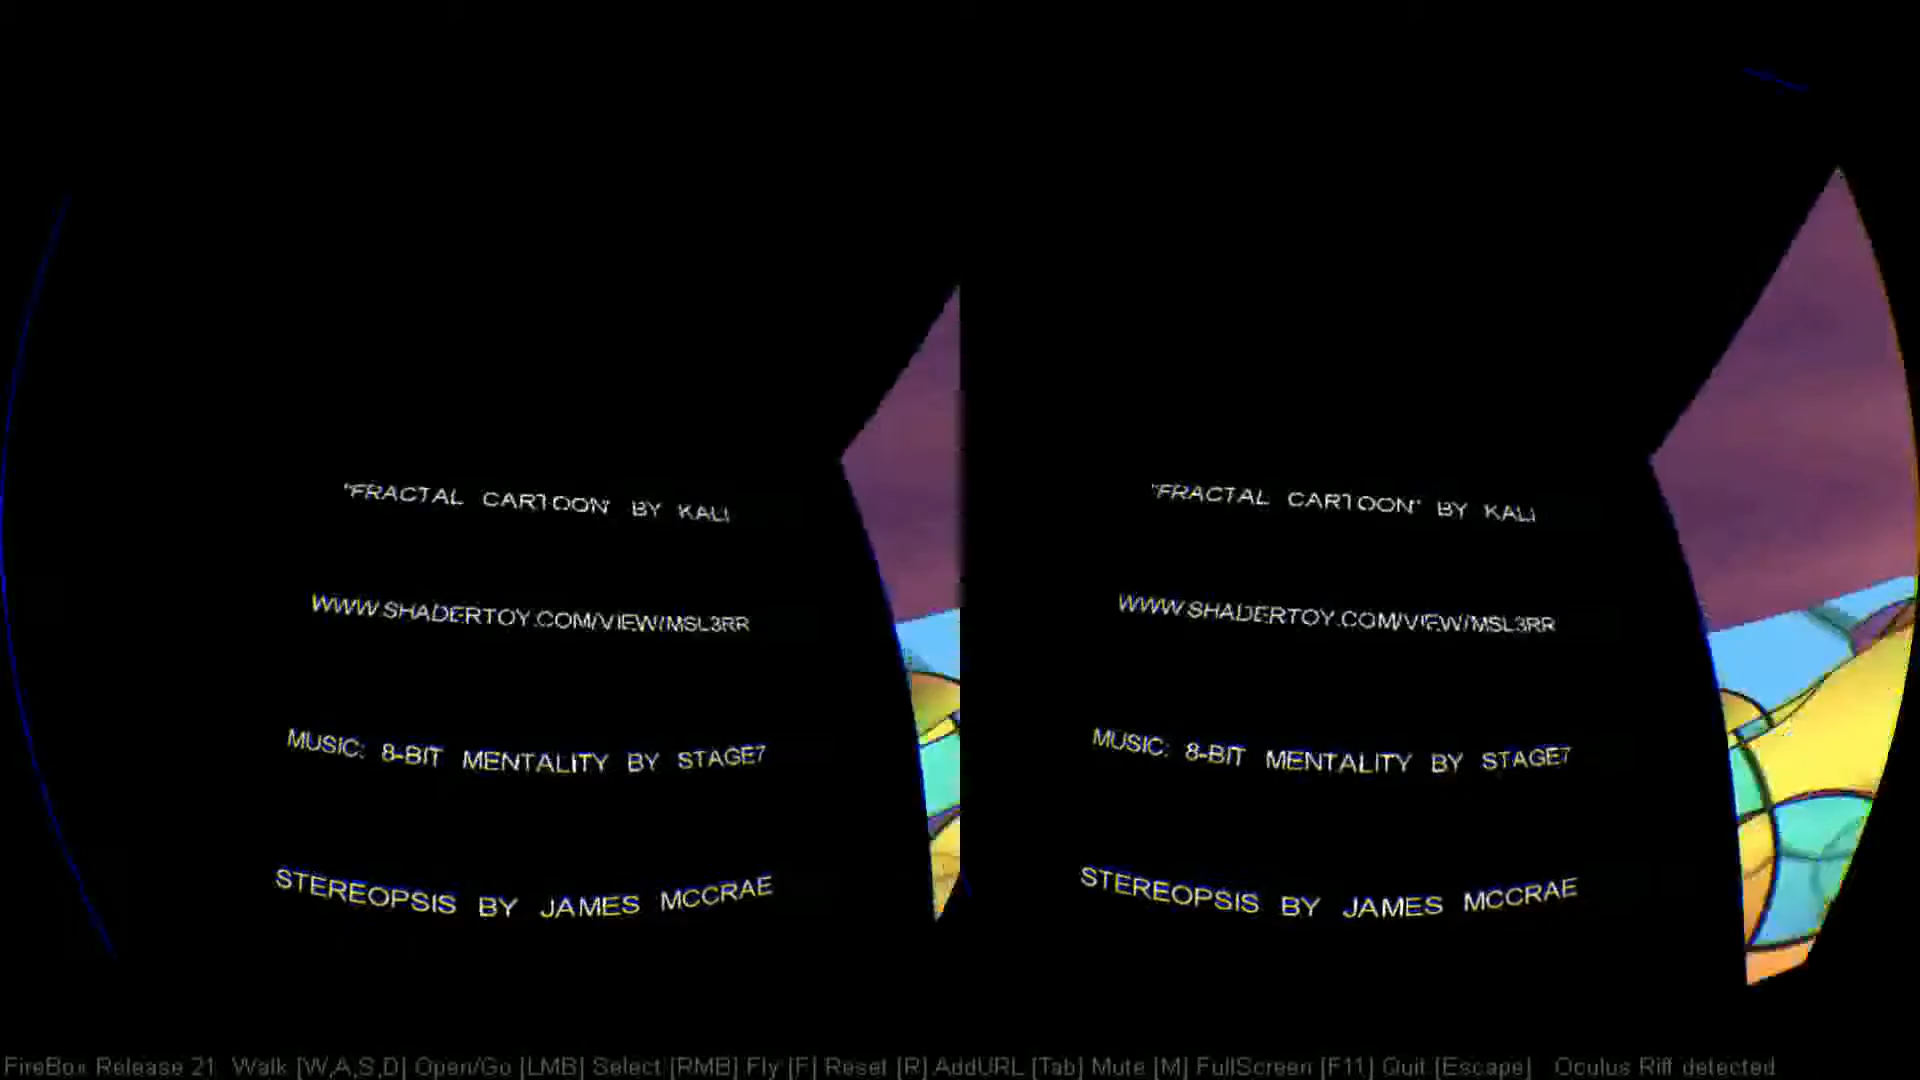 "FRACTAL CARTOON" BY KALI
WWW.SHADERTOY.COM/VIEW/MSL3RR
MUSIC: 8-BIT MENTALITY BY STAGE7
STEREOPSIS BY JAMES MCCRAE
"FRACTAL CARTOON" BY KALI
WWW.SHADERTOY.COM/VIEW/MSL3RR
MUSIC: 8-BIT MENTALITY BY STAGE7
STEREOPSIS BY JAMES MCCRAE
FireBox Release 21 Walk [W,A,S,D] Open/Go [LMB] Select [RMB] Fly [F] Reset [R] AddURL [Tab] Mute [M] FullScreen [F11] Quit [Escape] Oculus Rift detected